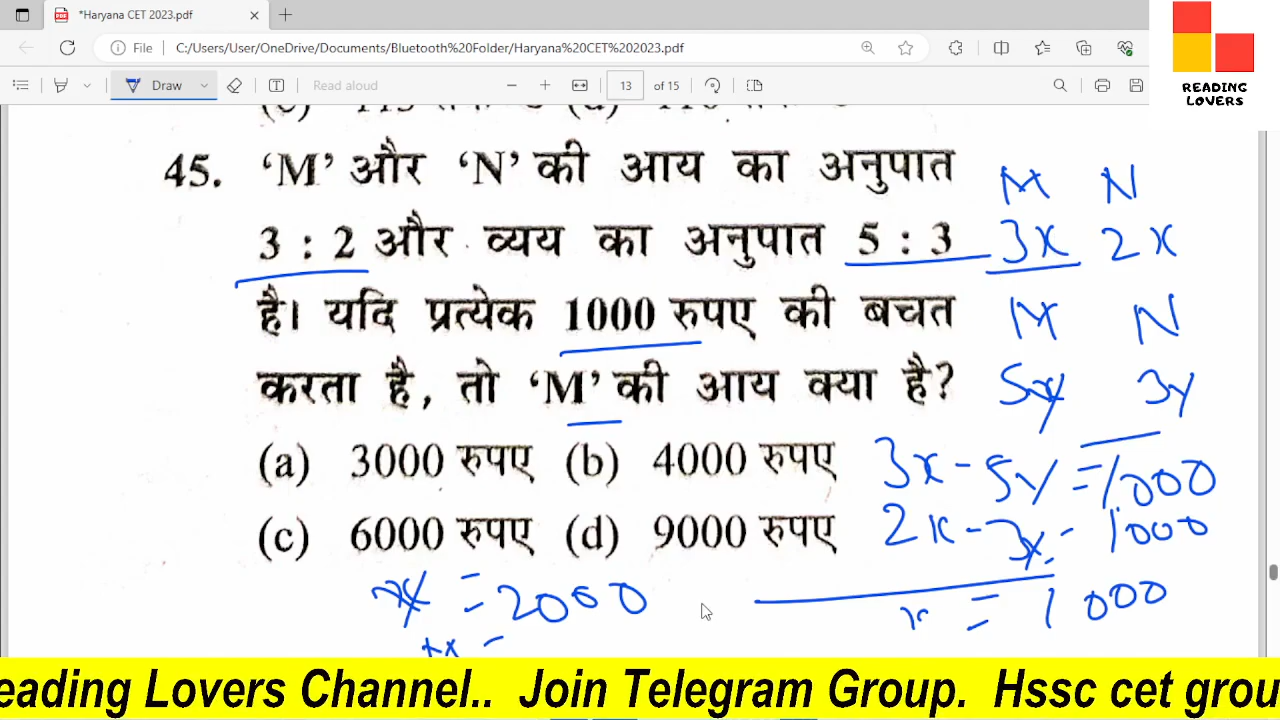 *Haryana CET 2023.pdf
File C:/Users/User/OneDrive/Documents/Bluetooth%20Folder/Haryana%20CET%202023.pdf
Draw Read aloud 13 of 15
READING
LOVERS
45. ‘M’ और ‘N’ की आय का अनुपात
M N
3 : 2 और व्यय का अनुपात 5 : 3
3x 2x
है। यदि प्रत्येक 1000 रुपए की बचत
M N
करता है, तो ‘M’ की आय क्या है?
5y 3y
(a) 3000 रुपए (b) 4000 रुपए
3x - 5y = 1000
(c) 6000 रुपए (d) 9000 रुपए
2x - 3y = 1000
= 2000
x = 1000
eading Lovers Channel.. Join Telegram Group. Hssc cet grou